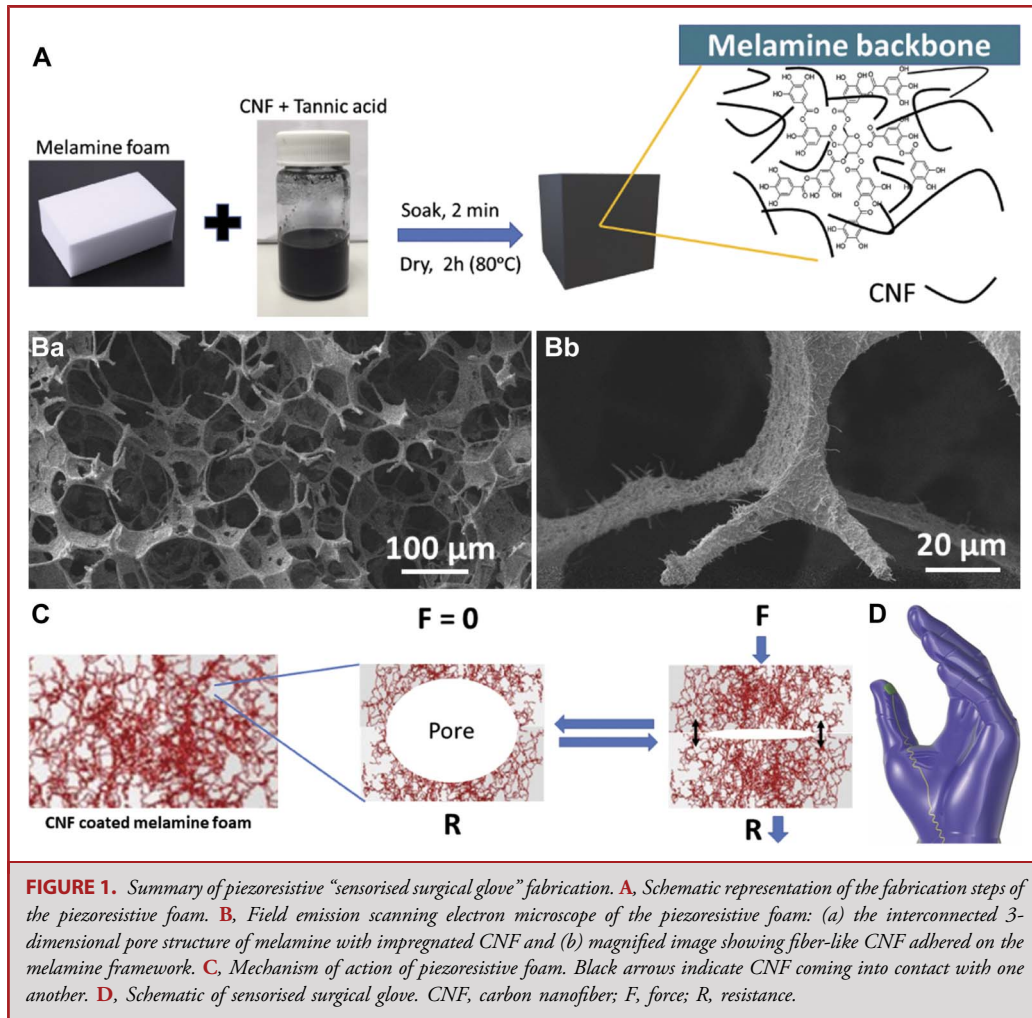 A
Melamine backbone
CNF + Tannic acid
Melamine foam
Soak, 2 min
Dry, 2h (80ºC)
CNF
Ba
100 µm
Bb
20 µm
C
F = 0
F
D
Pore
CNF coated melamine foam
R
R
FIGURE 1. Summary of piezoresistive “sensorised surgical glove” fabrication. A, Schematic representation of the fabrication steps of
the piezoresistive foam. B, Field emission scanning electron microscope of the piezoresistive foam: (a) the interconnected 3-
dimensional pore structure of melamine with impregnated CNF and (b) magnified image showing fiber-like CNF adhered on the
melamine framework. C, Mechanism of action of piezoresistive foam. Black arrows indicate CNF coming into contact with one
another. D, Schematic of sensorised surgical glove. CNF, carbon nanofiber; F, force; R, resistance.